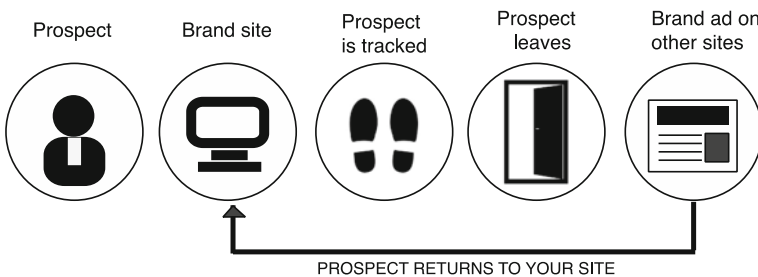 Prospect
Brand site
Prospect
is tracked
Prospect
leaves
Brand ad on
other sites
PROSPECT RETURNS TO YOUR SITE